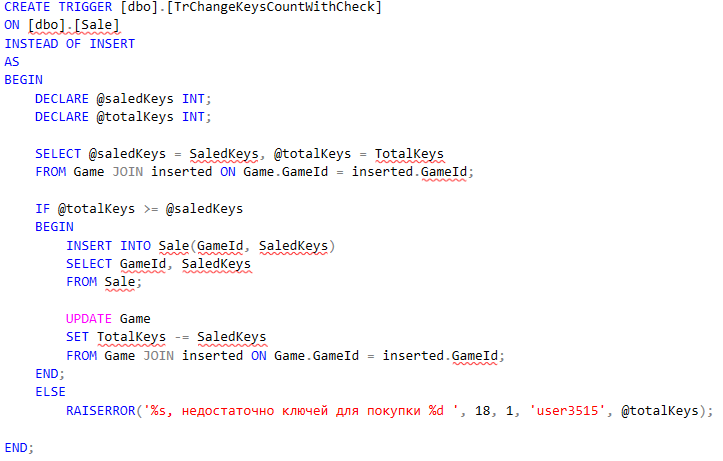 CREATE TRIGGER [dbo].[TrChangeKeysCountWithCheck]
ON [dbo].[Sale]
INSTEAD OF INSERT
AS
BEGIN
    DECLARE @saledKeys INT;
    DECLARE @totalKeys INT;

    SELECT @saledKeys = SaledKeys, @totalKeys = TotalKeys
    FROM Game JOIN inserted ON Game.GameId = inserted.GameId;

    IF @totalKeys >= @saledKeys
    BEGIN
        INSERT INTO Sale(GameId, SaledKeys)
        SELECT GameId, SaledKeys
        FROM Sale;

        UPDATE Game
        SET TotalKeys -= SaledKeys
        FROM Game JOIN inserted ON Game.GameId = inserted.GameId;
    END;
    ELSE
        RAISERROR('%s, недостаточно ключей для покупки %d ', 18, 1, 'user3515', @totalKeys);

END;